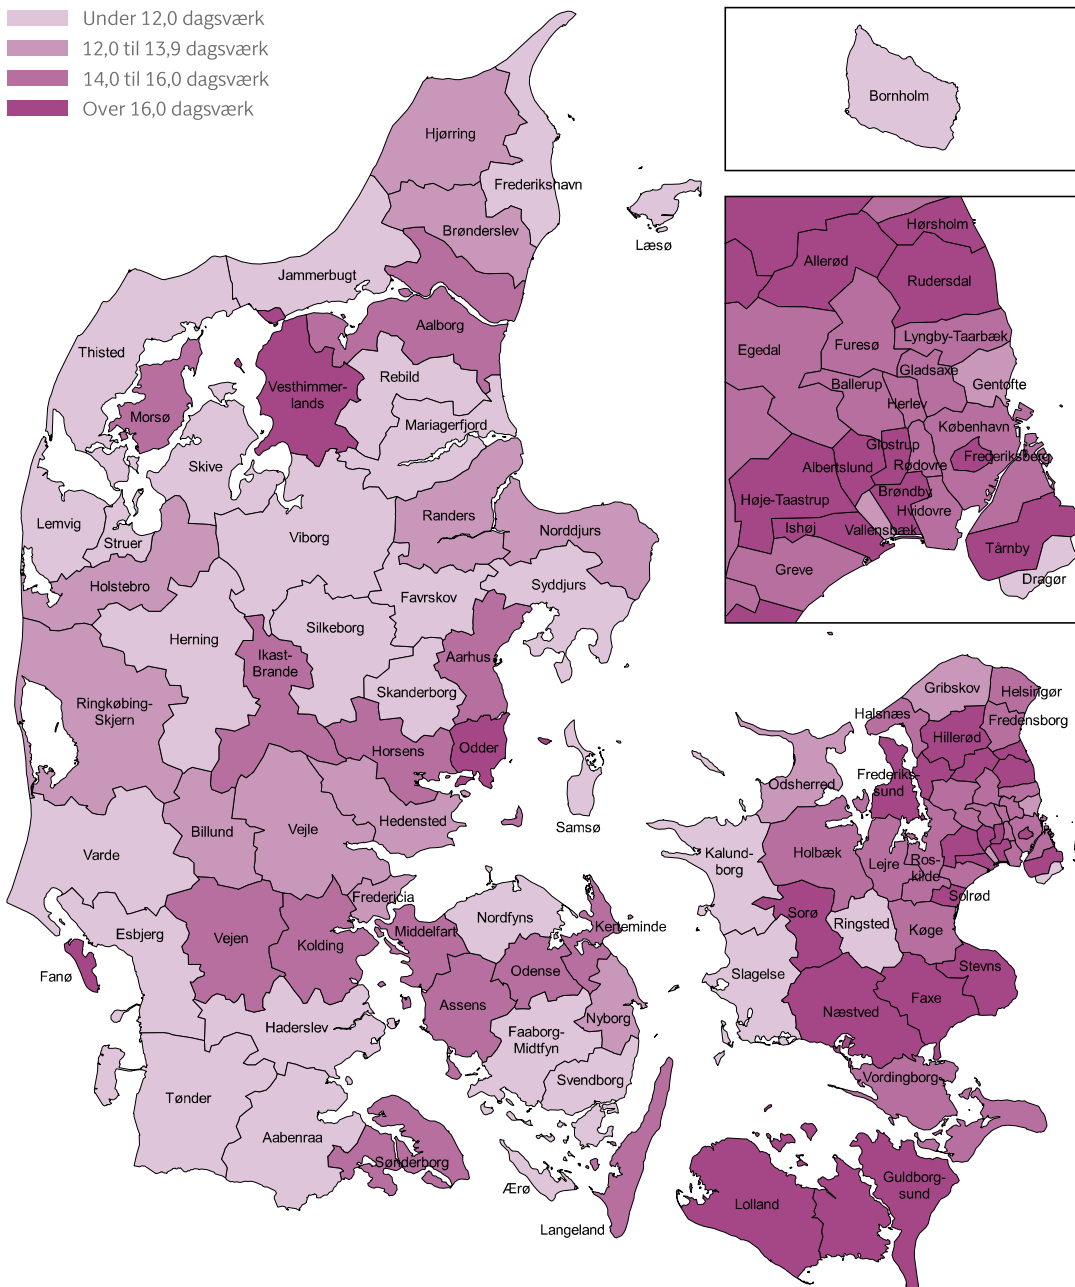 Under 12,0 dagsværk
12,0 til 13,9 dagsværk
14,0 til 16,0 dagsværk
Over 16,0 dagsværk
Bornholm
Hjørring
Frederikshavn
Brønderslev
Læsø
Jammerbugt
Aalborg
Thisted
Rebild
Vesthimmer-
lands
Morsø
Mariagerfjord
Skive
Lemvig
Struer
Viborg
Randers
Norddjurs
Holstebro
Favrskov
Syddjurs
Herning
Silkeborg
Ikast-
Brande
Aarhus
Skanderborg
Ringkøbing-
Skjern
Horsens
Odder
Samsø
Billund
Vejle
Hedensted
Varde
Fredericia
Esbjerg
Vejen
Kolding
Fanø
Haderslev
Tønder
Aabenraa
Sønderborg
Nordfyns
Middelfart
Kerteminde
Odense
Assens
Nyborg
Faaborg-
Midtfyn
Svendborg
Ærø
Langeland
Hørsholm
Allerød
Rudersdal
Egedal
Furesø
Lyngby-Taarbæk
Gladsaxe
Gentofte
Ballerup
Herlev
København
Glostrup
Frederiksberg
Albertslund
Rødovre
Høje-Taastrup
Brøndby
Hvidovre
Ishøj
Vallensbæk
Greve
Tårnby
Dragør
Gribskov
Helsingør
Halsnæs
Fredensborg
Hillerød
Frederiks-
sund
Odsherred
Kalund-
borg
Holbæk
Lejre
Ros-
kilde
Solrød
Sorø
Ringsted
Køge
Slagelse
Stevns
Næstved
Faxe
Vordingborg
Lolland
Guldborg-
sund